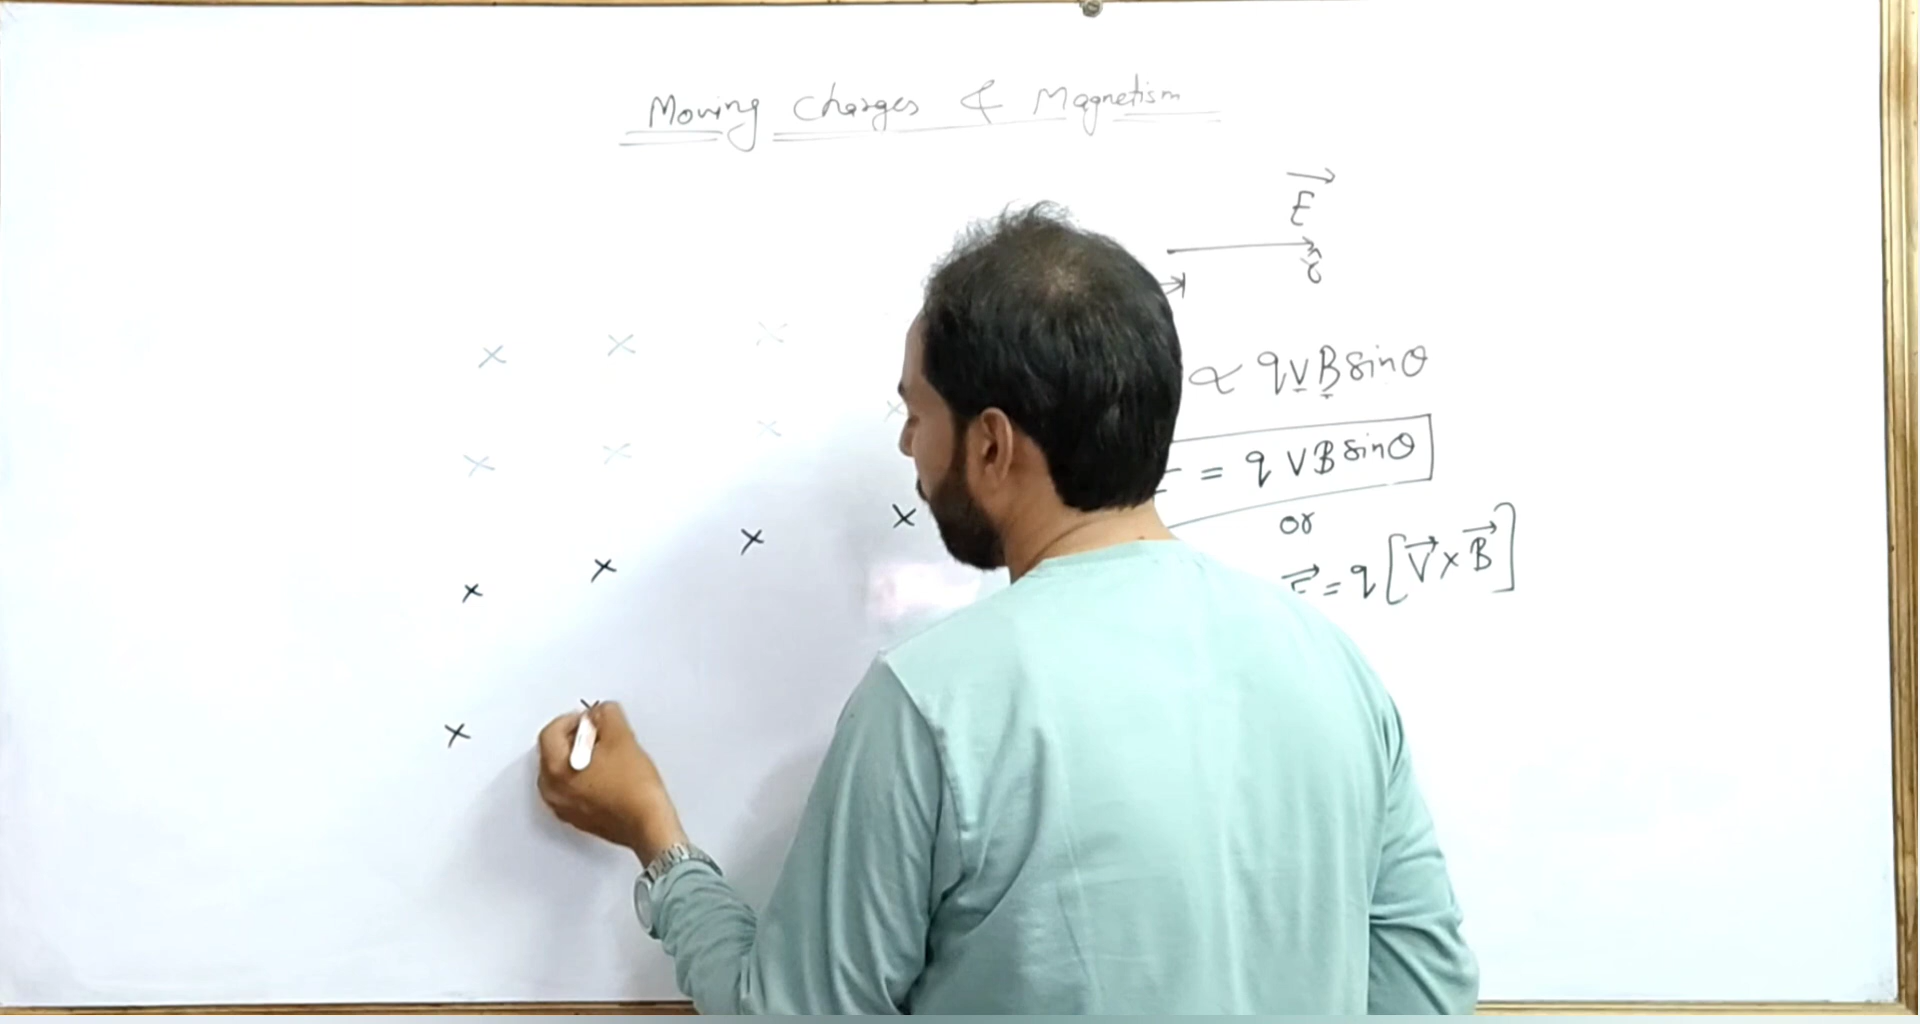 Moving Charges & Magnetism
E
r̂
× × ×
∝ qVB sinθ
× × × ×
= q VB sinθ
× × × ×
or
= q [V⃗ × B⃗]
× ×